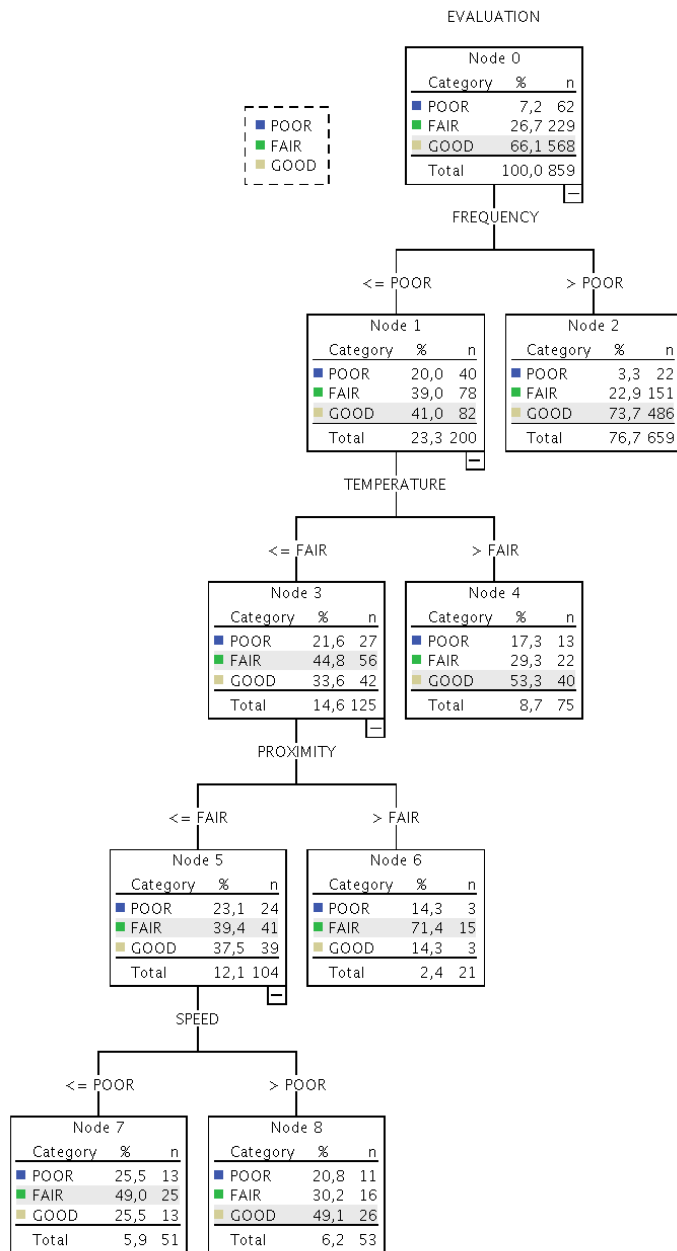 EVALUATION
Node 0
Category % n
POOR 7,2 62
FAIR 26,7 229
GOOD 66,1 568
Total 100,0 859
POOR
FAIR
GOOD
FREQUENCY
<= POOR
> POOR
Node 1
Category % n
POOR 20,0 40
FAIR 39,0 78
GOOD 41,0 82
Total 23,3 200
Node 2
Category % n
POOR 3,3 22
FAIR 22,9 151
GOOD 73,7 486
Total 76,7 659
TEMPERATURE
<= FAIR
> FAIR
Node 3
Category % n
POOR 21,6 27
FAIR 44,8 56
GOOD 33,6 42
Total 14,6 125
Node 4
Category % n
POOR 17,3 13
FAIR 29,3 22
GOOD 53,3 40
Total 8,7 75
PROXIMITY
<= FAIR
> FAIR
Node 5
Category % n
POOR 23,1 24
FAIR 39,4 41
GOOD 37,5 39
Total 12,1 104
Node 6
Category % n
POOR 14,3 3
FAIR 71,4 15
GOOD 14,3 3
Total 2,4 21
SPEED
<= POOR
> POOR
Node 7
Category % n
POOR 25,5 13
FAIR 49,0 25
GOOD 25,5 13
Total 5,9 51
Node 8
Category % n
POOR 20,8 11
FAIR 30,2 16
GOOD 49,1 26
Total 6,2 53